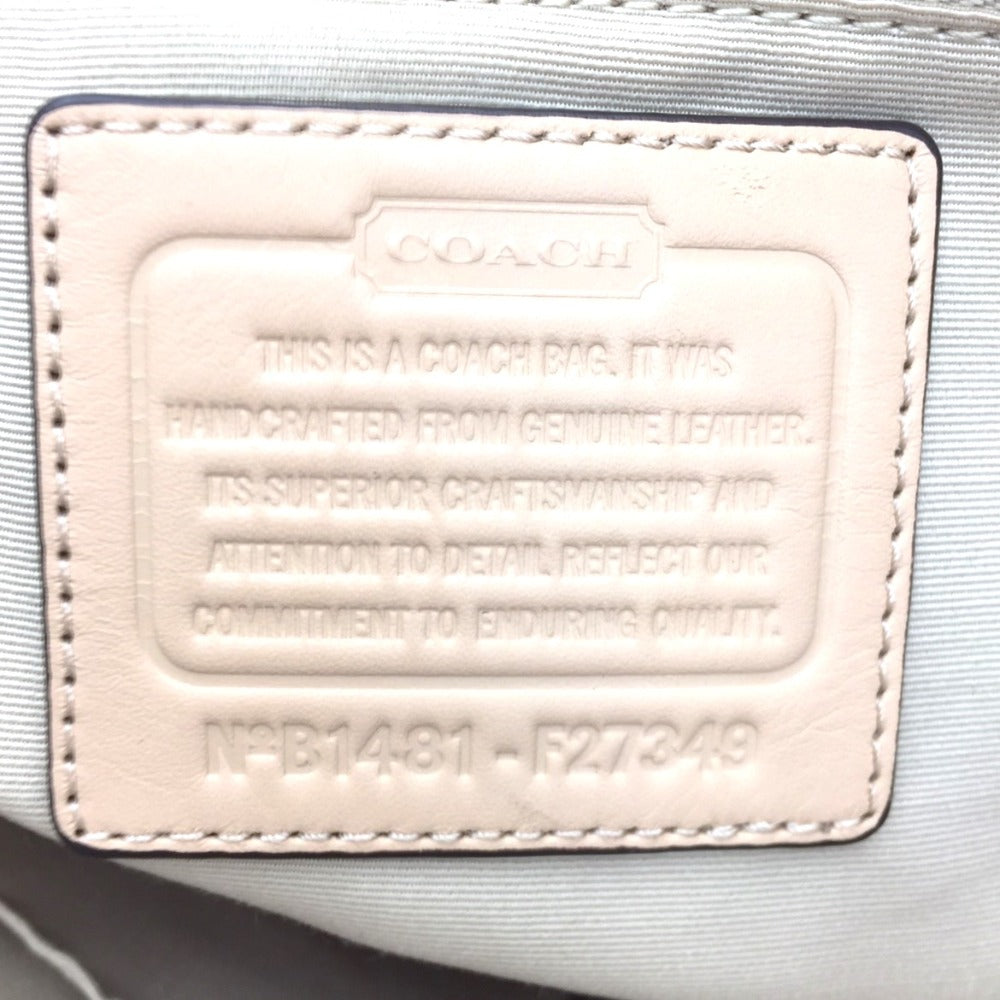 COACH
THIS IS A COACH BAG. IT WAS
HANDCRAFTED FROM GENUINE LEATHER.
ITS SUPERIOR CRAFTSMANSHIP AND
ATTENTION TO DETAIL REFLECT OUR
COMMITMENT TO ENDURING QUALITY.
Nº B1481 - F27349